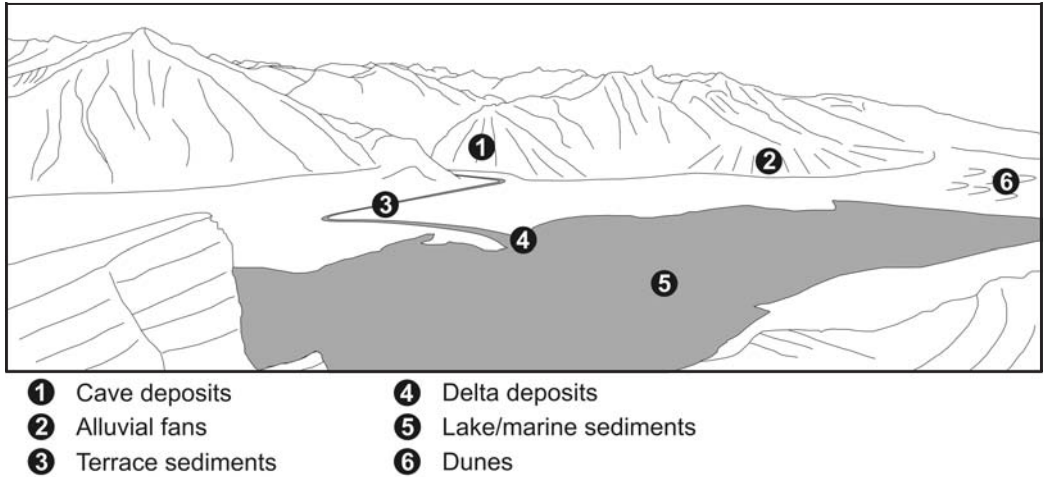 1
2
3
4
5
6
1 Cave deposits
2 Alluvial fans
3 Terrace sediments
4 Delta deposits
5 Lake/marine sediments
6 Dunes